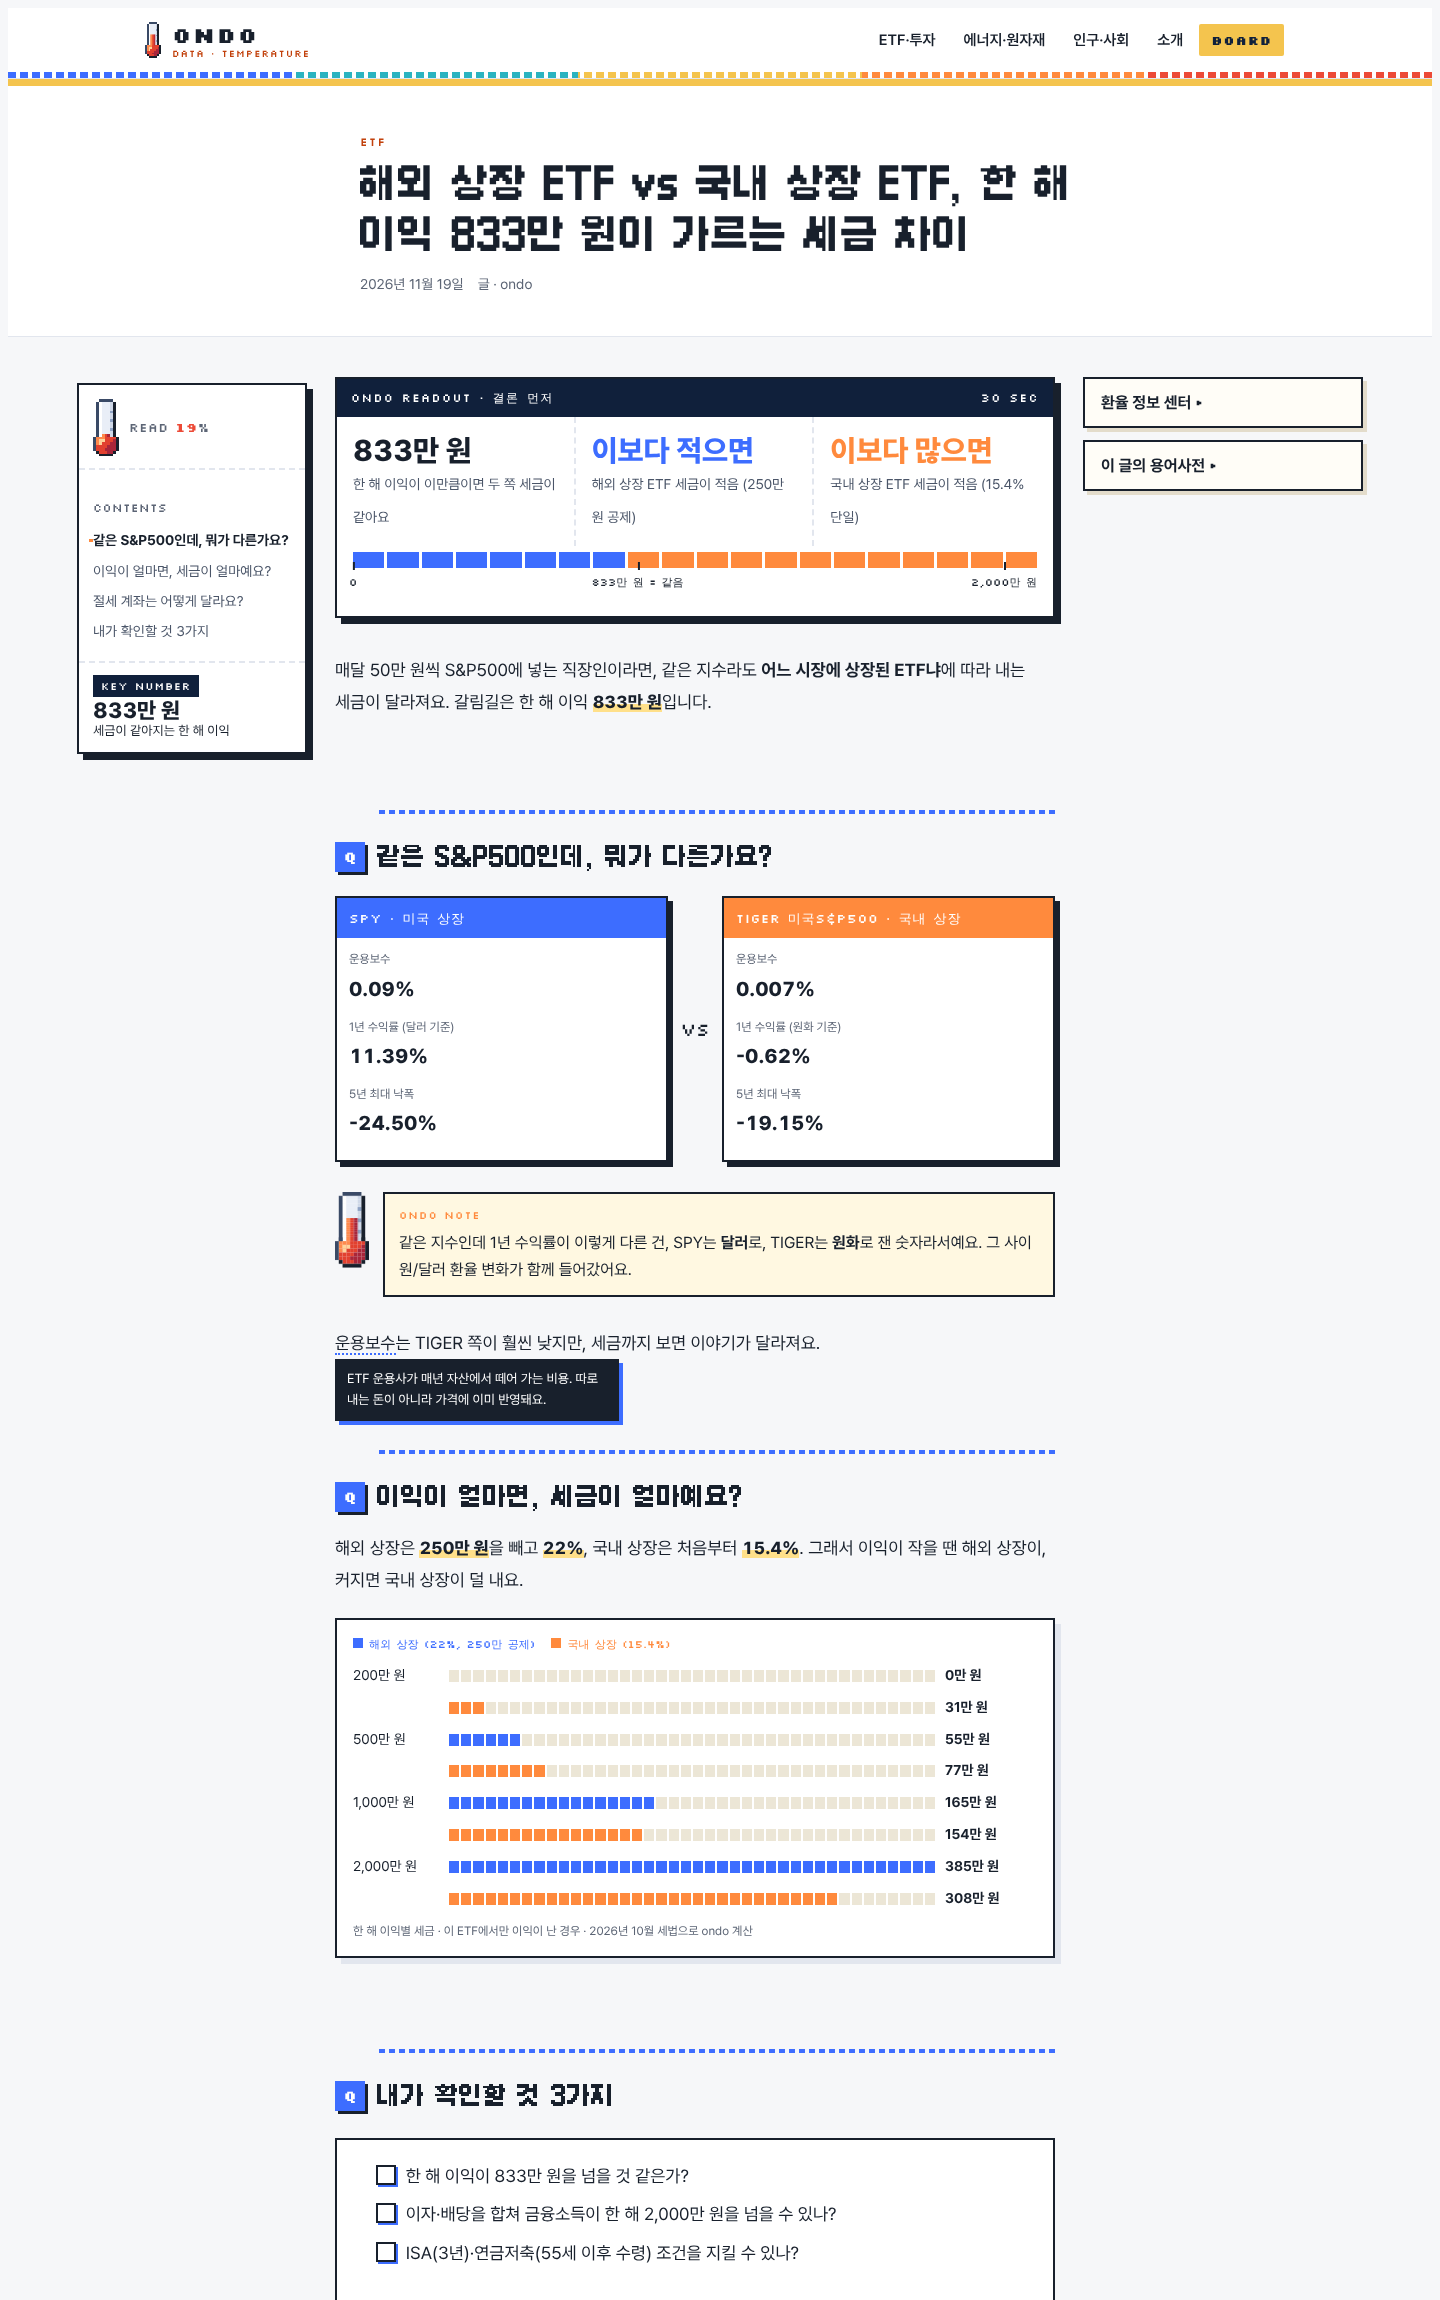 ONDO
DATA · TEMPERATURE
ETF·투자
에너지·원자재
인구·사회
소개
BOARD
ETF
해외 상장 ETF vs 국내 상장 ETF, 한 해
이익 833만 원이 가르는 세금 차이
2026년 11월 19일 글 · ondo
READ 19%
CONTENTS
같은 S&P500인데, 뭐가 다른가요?
이익이 얼마면, 세금이 얼마예요?
절세 계좌는 어떻게 달라요?
내가 확인할 것 3가지
KEY NUMBER
833만 원
세금이 같아지는 한 해 이익
ONDO READOUT · 결론 먼저
30 SEC
833만 원
한 해 이익이 이만큼이면 두 쪽 세금이
같아요
이보다 적으면
해외 상장 ETF 세금이 적음 (250만
원 공제)
이보다 많으면
국내 상장 ETF 세금이 적음 (15.4%
단일)
0
833만 원 = 같음
2,000만 원
환율 정보 센터 ▸
이 글의 용어사전 ▸
매달 50만 원씩 S&P500에 넣는 직장인이라면, 같은 지수라도 어느 시장에 상장된 ETF냐에 따라 내는
세금이 달라져요. 갈림길은 한 해 이익 833만 원입니다.
Q 같은 S&P500인데, 뭐가 다른가요?
SPY · 미국 상장
운용보수
0.09%
1년 수익률 (달러 기준)
11.39%
5년 최대 낙폭
-24.50%
VS
TIGER 미국S&P500 · 국내 상장
운용보수
0.007%
1년 수익률 (원화 기준)
-0.62%
5년 최대 낙폭
-19.15%
ONDO NOTE
같은 지수인데 1년 수익률이 이렇게 다른 건, SPY는 달러로, TIGER는 원화로 잰 숫자라서예요. 그 사이
원/달러 환율 변화가 함께 들어갔어요.
운용보수는 TIGER 쪽이 훨씬 낮지만, 세금까지 보면 이야기가 달라져요.
ETF 운용사가 매년 자산에서 떼어 가는 비용. 따로
내는 돈이 아니라 가격에 이미 반영돼요.
Q 이익이 얼마면, 세금이 얼마예요?
해외 상장은 250만 원을 빼고 22%, 국내 상장은 처음부터 15.4%. 그래서 이익이 작을 땐 해외 상장이,
커지면 국내 상장이 덜 내요.
해외 상장 (22%, 250만 공제)
국내 상장 (15.4%)
200만 원
0만 원
31만 원
500만 원
55만 원
77만 원
1,000만 원
165만 원
154만 원
2,000만 원
385만 원
308만 원
한 해 이익별 세금 · 이 ETF에서만 이익이 난 경우 · 2026년 10월 세법으로 ondo 계산
Q 내가 확인할 것 3가지
한 해 이익이 833만 원을 넘을 것 같은가?
이자·배당을 합쳐 금융소득이 한 해 2,000만 원을 넘을 수 있나?
ISA(3년)·연금저축(55세 이후 수령) 조건을 지킬 수 있나?